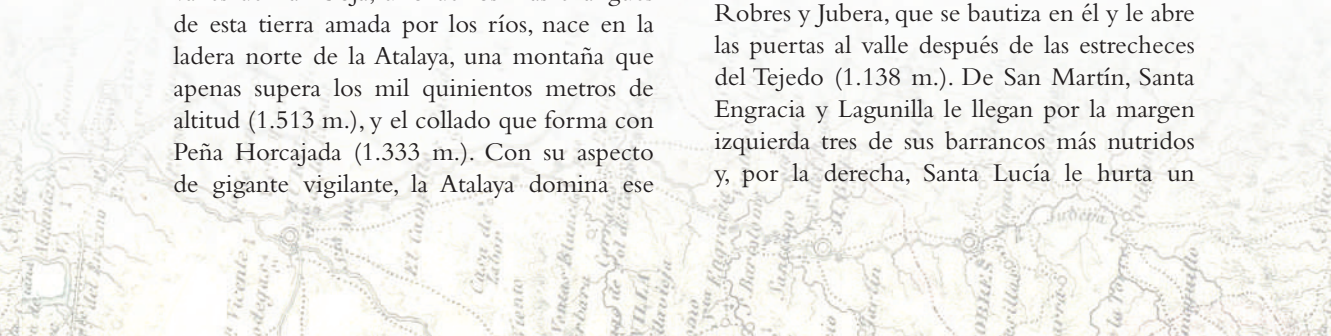 de esta tierra amada por los ríos, nace en la
ladera norte de la Atalaya, una montaña que
apenas supera los mil quinientos metros de
altitud (1.513 m.), y el collado que forma con
Peña Horcajada (1.333 m.). Con su aspecto
de gigante vigilante, la Atalaya domina ese
Robres y Jubera, que se bautiza en él y le abre
las puertas al valle después de las estrecheces
del Tejedo (1.138 m.). De San Martín, Santa
Engracia y Lagunilla le llegan por la margen
izquierda tres de sus barrancos más nutridos
y, por la derecha, Santa Lucía le hurta un
Jubera